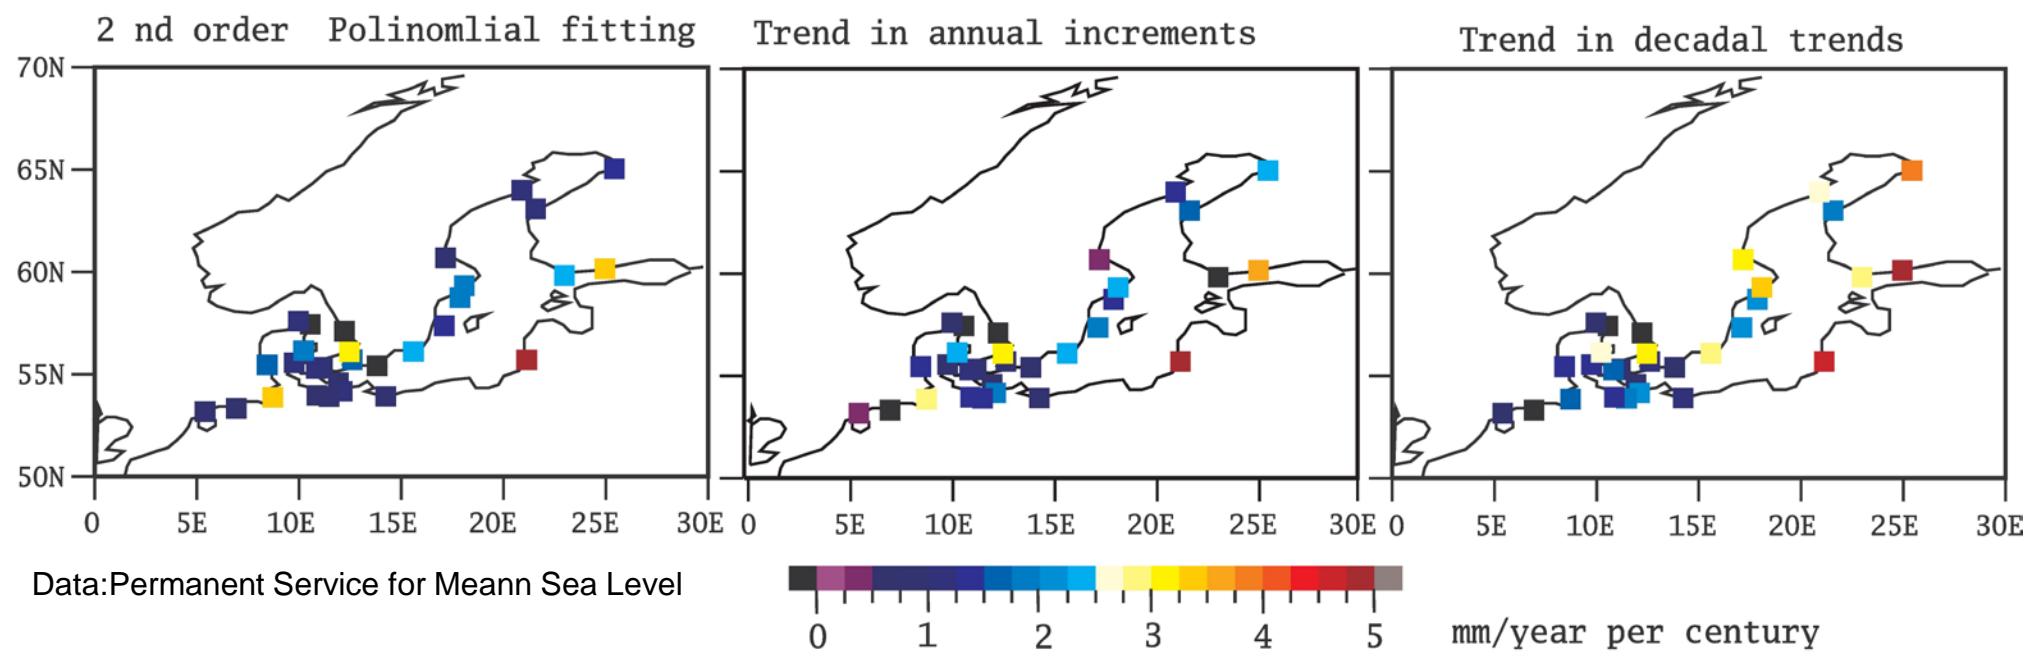 2 nd order Polinomlial fitting
Trend in annual increments
Trend in decadal trends
70N
65N
60N
55N
50N
0 5E 10E 15E 20E 25E 30E
0 5E 10E 15E 20E 25E 30E
0 5E 10E 15E 20E 25E 30E
Data:Permanent Service for Meann Sea Level
0 1 2 3 4 5
mm/year per century